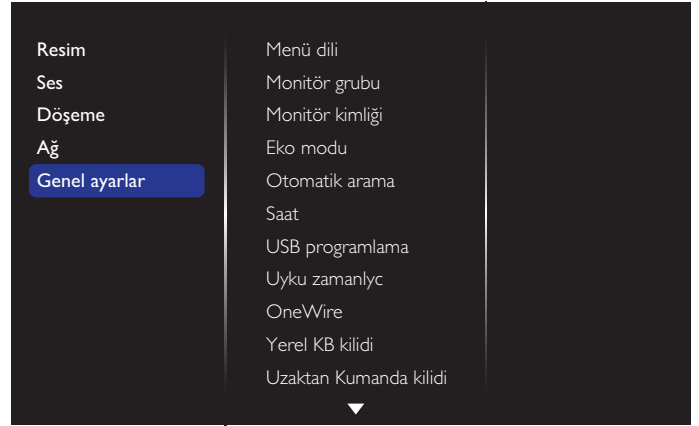 Resim
Ses
Döşeme
Ağ
Genel ayarlar
Menü dili
Monitör grubu
Monitör kimliği
Eko modu
Otomatik arama
Saat
USB programlama
Uyku zamanlyc
OneWire
Yerel KB kilidi
Uzaktan Kumanda kilidi